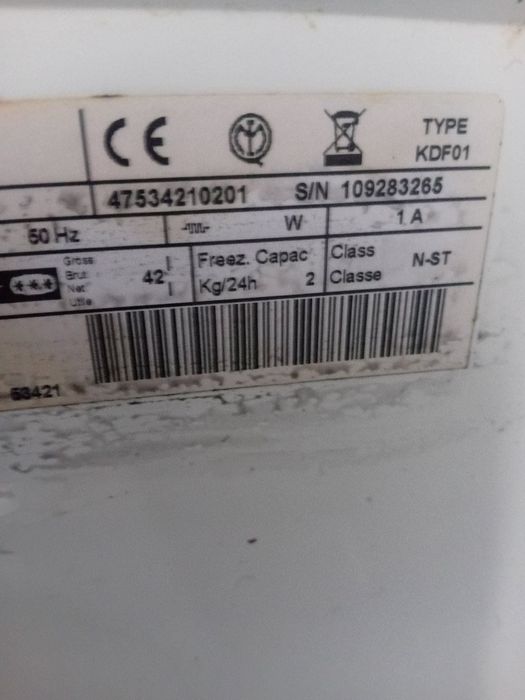 CE
TYPE
KDF01
47534210201 S/N 109283265
50 Hz W 1 A
Gross
Brut
Net
Utile
42 l
l
Freez. Capac
Kg/24h 2
Class
Classe
N-ST
53421